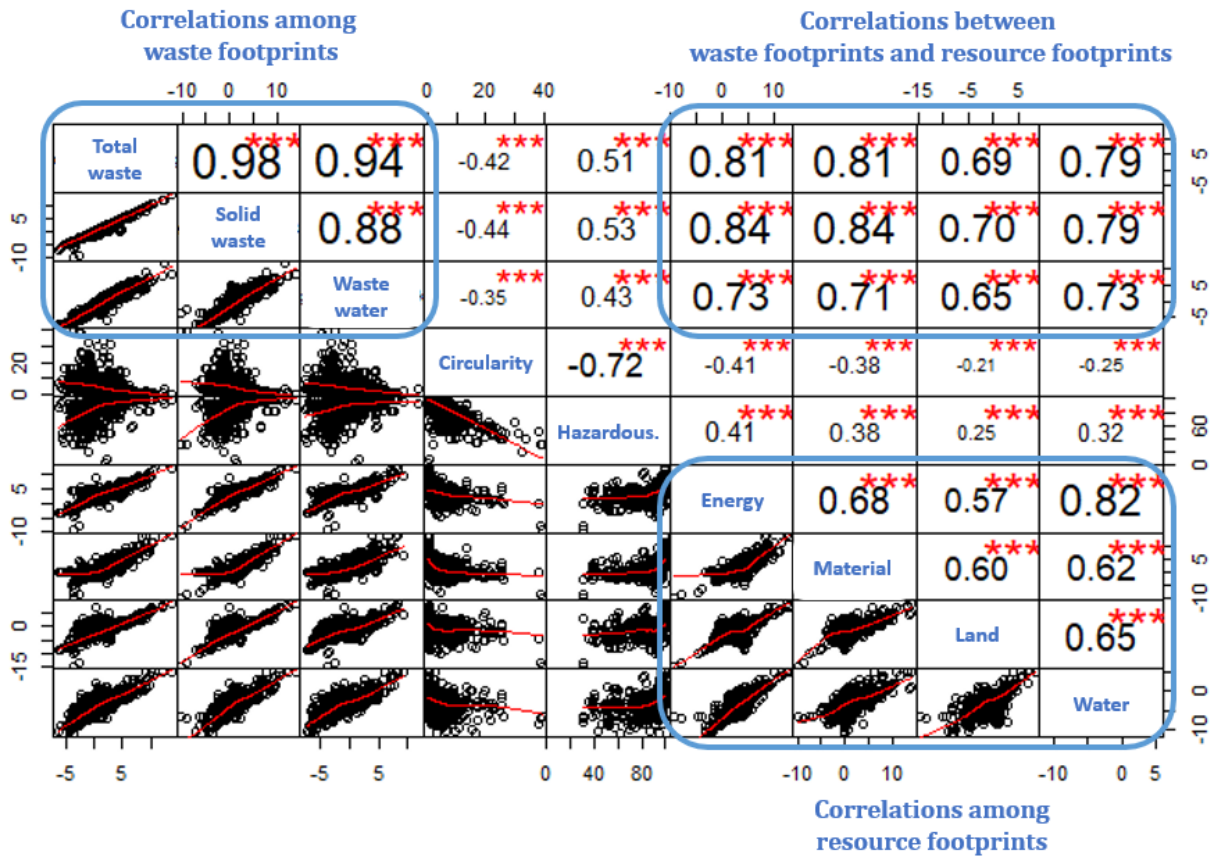 Correlations among
waste footprints
Correlations between
waste footprints and resource footprints
-10 0 10
0 20 40
-10 0 10
-15 -5 5
Total
waste
0.98***
0.94***
-0.42***
0.51***
0.81***
0.81***
0.69***
0.79***
-5 5
5 -10
Solid
waste
0.88***
-0.44***
0.53***
0.84***
0.84***
0.70***
0.79***
Waste
water
-0.35***
0.43***
0.73***
0.71***
0.65***
0.73***
-5 5
0 20
Circularity
-0.72***
-0.41***
-0.38***
-0.21***
-0.25***
Hazardous.
0.41***
0.38***
0.25***
0.32***
0 60
-10 5
Energy
0.68***
0.57***
0.82***
Material
0.60***
0.62***
-10 5
-15 0
Land
0.65***
Water
-10 0
-5 5
-5 5
0
40 80
-10 0 10
-10 0 5
Correlations among
resource footprints